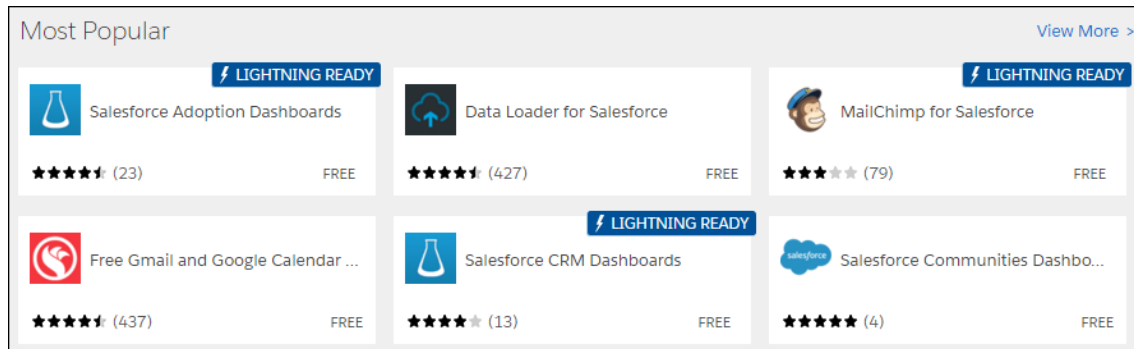 Most Popular
View More >
LIGHTNING READY
Salesforce Adoption Dashboards
(23)
FREE
Data Loader for Salesforce
(427)
FREE
LIGHTNING READY
MailChimp for Salesforce
(79)
FREE
Free Gmail and Google Calendar ...
(437)
FREE
LIGHTNING READY
Salesforce CRM Dashboards
(13)
FREE
salesforce
Salesforce Communities Dashbo...
(4)
FREE